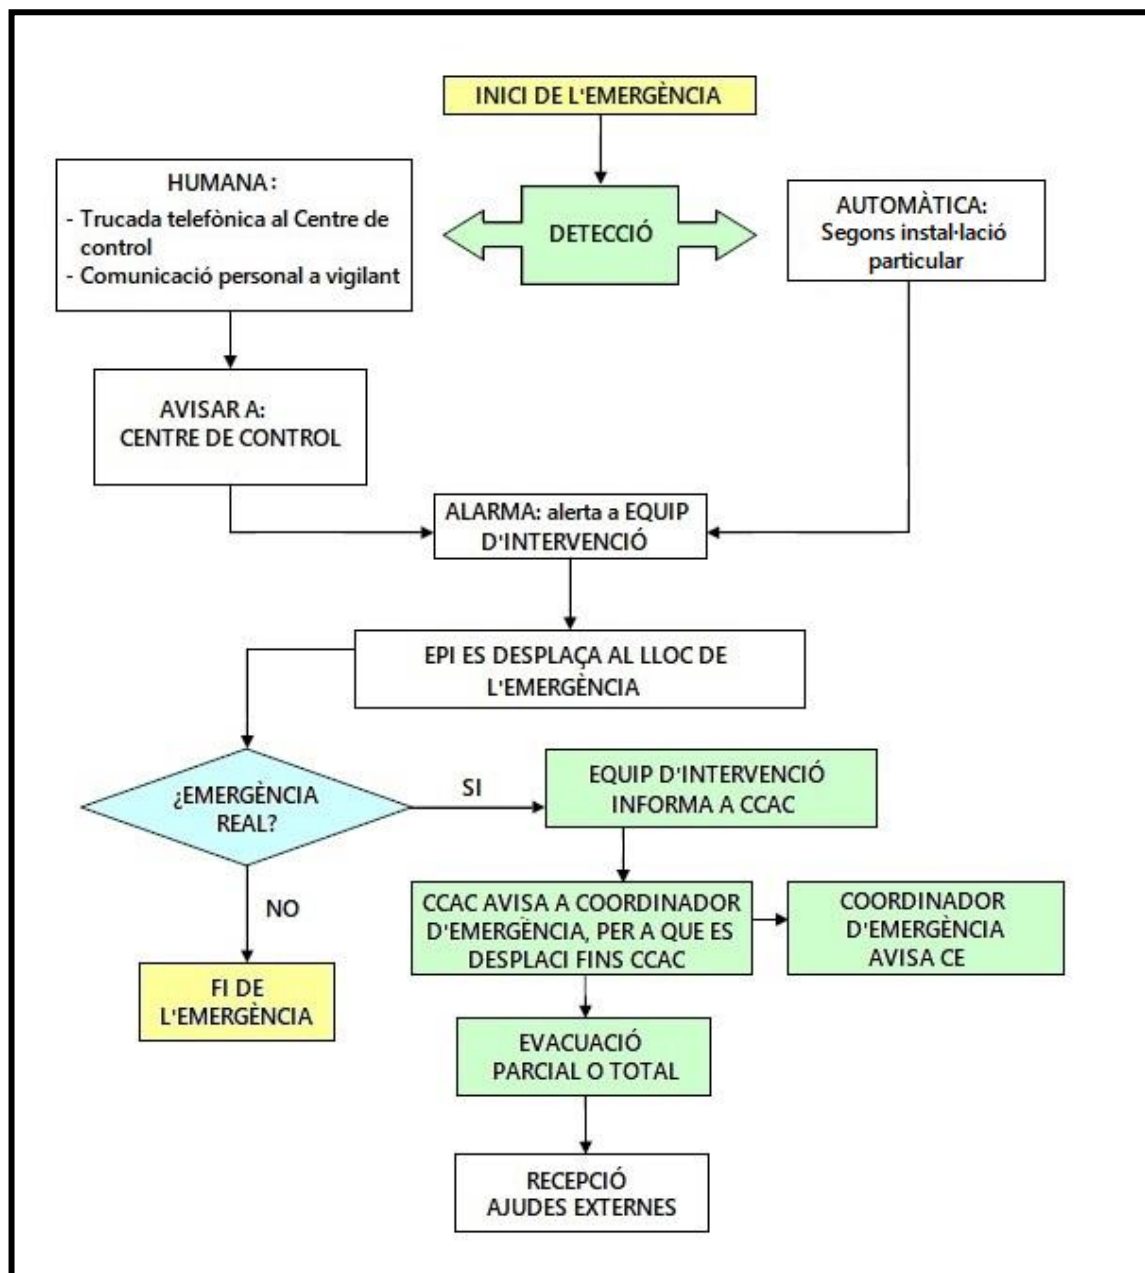 INICI DE L'EMERGÈNCIA
HUMANA:
- Trucada telefònica al Centre de
control
- Comunicació personal a vigilant
DETECCIÓ
AUTOMÀTICA:
Segons instal·lació
particular
AVISAR A:
CENTRE DE CONTROL
ALARMA: alerta a EQUIP
D'INTERVENCIÓ
EPI ES DESPLAÇA AL LLOC DE
L'EMERGÈNCIA
¿EMERGÈNCIA
REAL?
SI
EQUIP D'INTERVENCIÓ
INFORMA A CCAC
NO
CCAC AVISA A COORDINADOR
D'EMERGÈNCIA, PER A QUE ES
DESPLACI FINS CCAC
COORDINADOR
D'EMERGÈNCIA
AVISA CE
FI DE
L'EMERGÈNCIA
EVACUACIÓ
PARCIAL O TOTAL
RECEPCIÓ
AJUDES EXTERNES